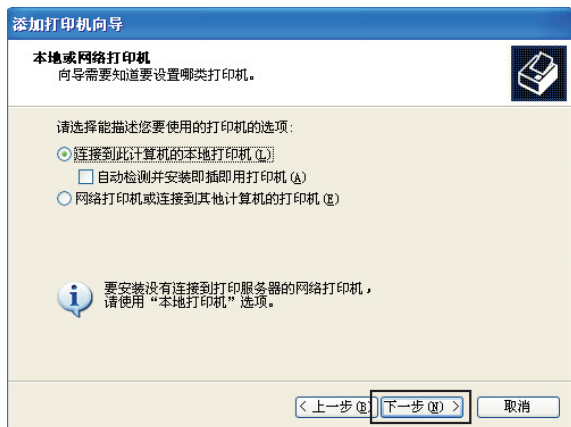 添加打印机向导
本地或网络打印机
向导需要知道要设置哪类打印机。
请选择能描述您要使用的打印机的选项:
连接到此计算机的本地打印机(L)
自动检测并安装即插即用打印机(A)
网络打印机或连接到其他计算机的打印机(E)
要安装没有连接到打印服务器的网络打印机,
请使用“本地打印机”选项。
< 上一步(B) 下一步(N) > 取消